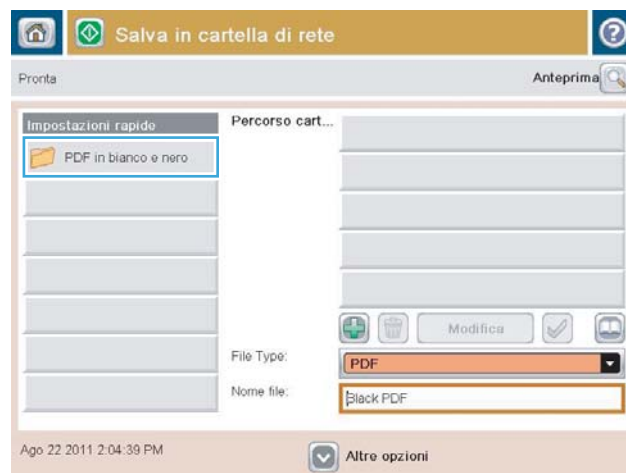 Salva in cartella di rete
Pronta
Anteprima
Impostazioni rapide
PDF in bianco e nero
Percorso cart...
Modifica
File Type:
PDF
Nome file:
Black PDF
Ago 22 2011 2:04:39 PM
Altre opzioni